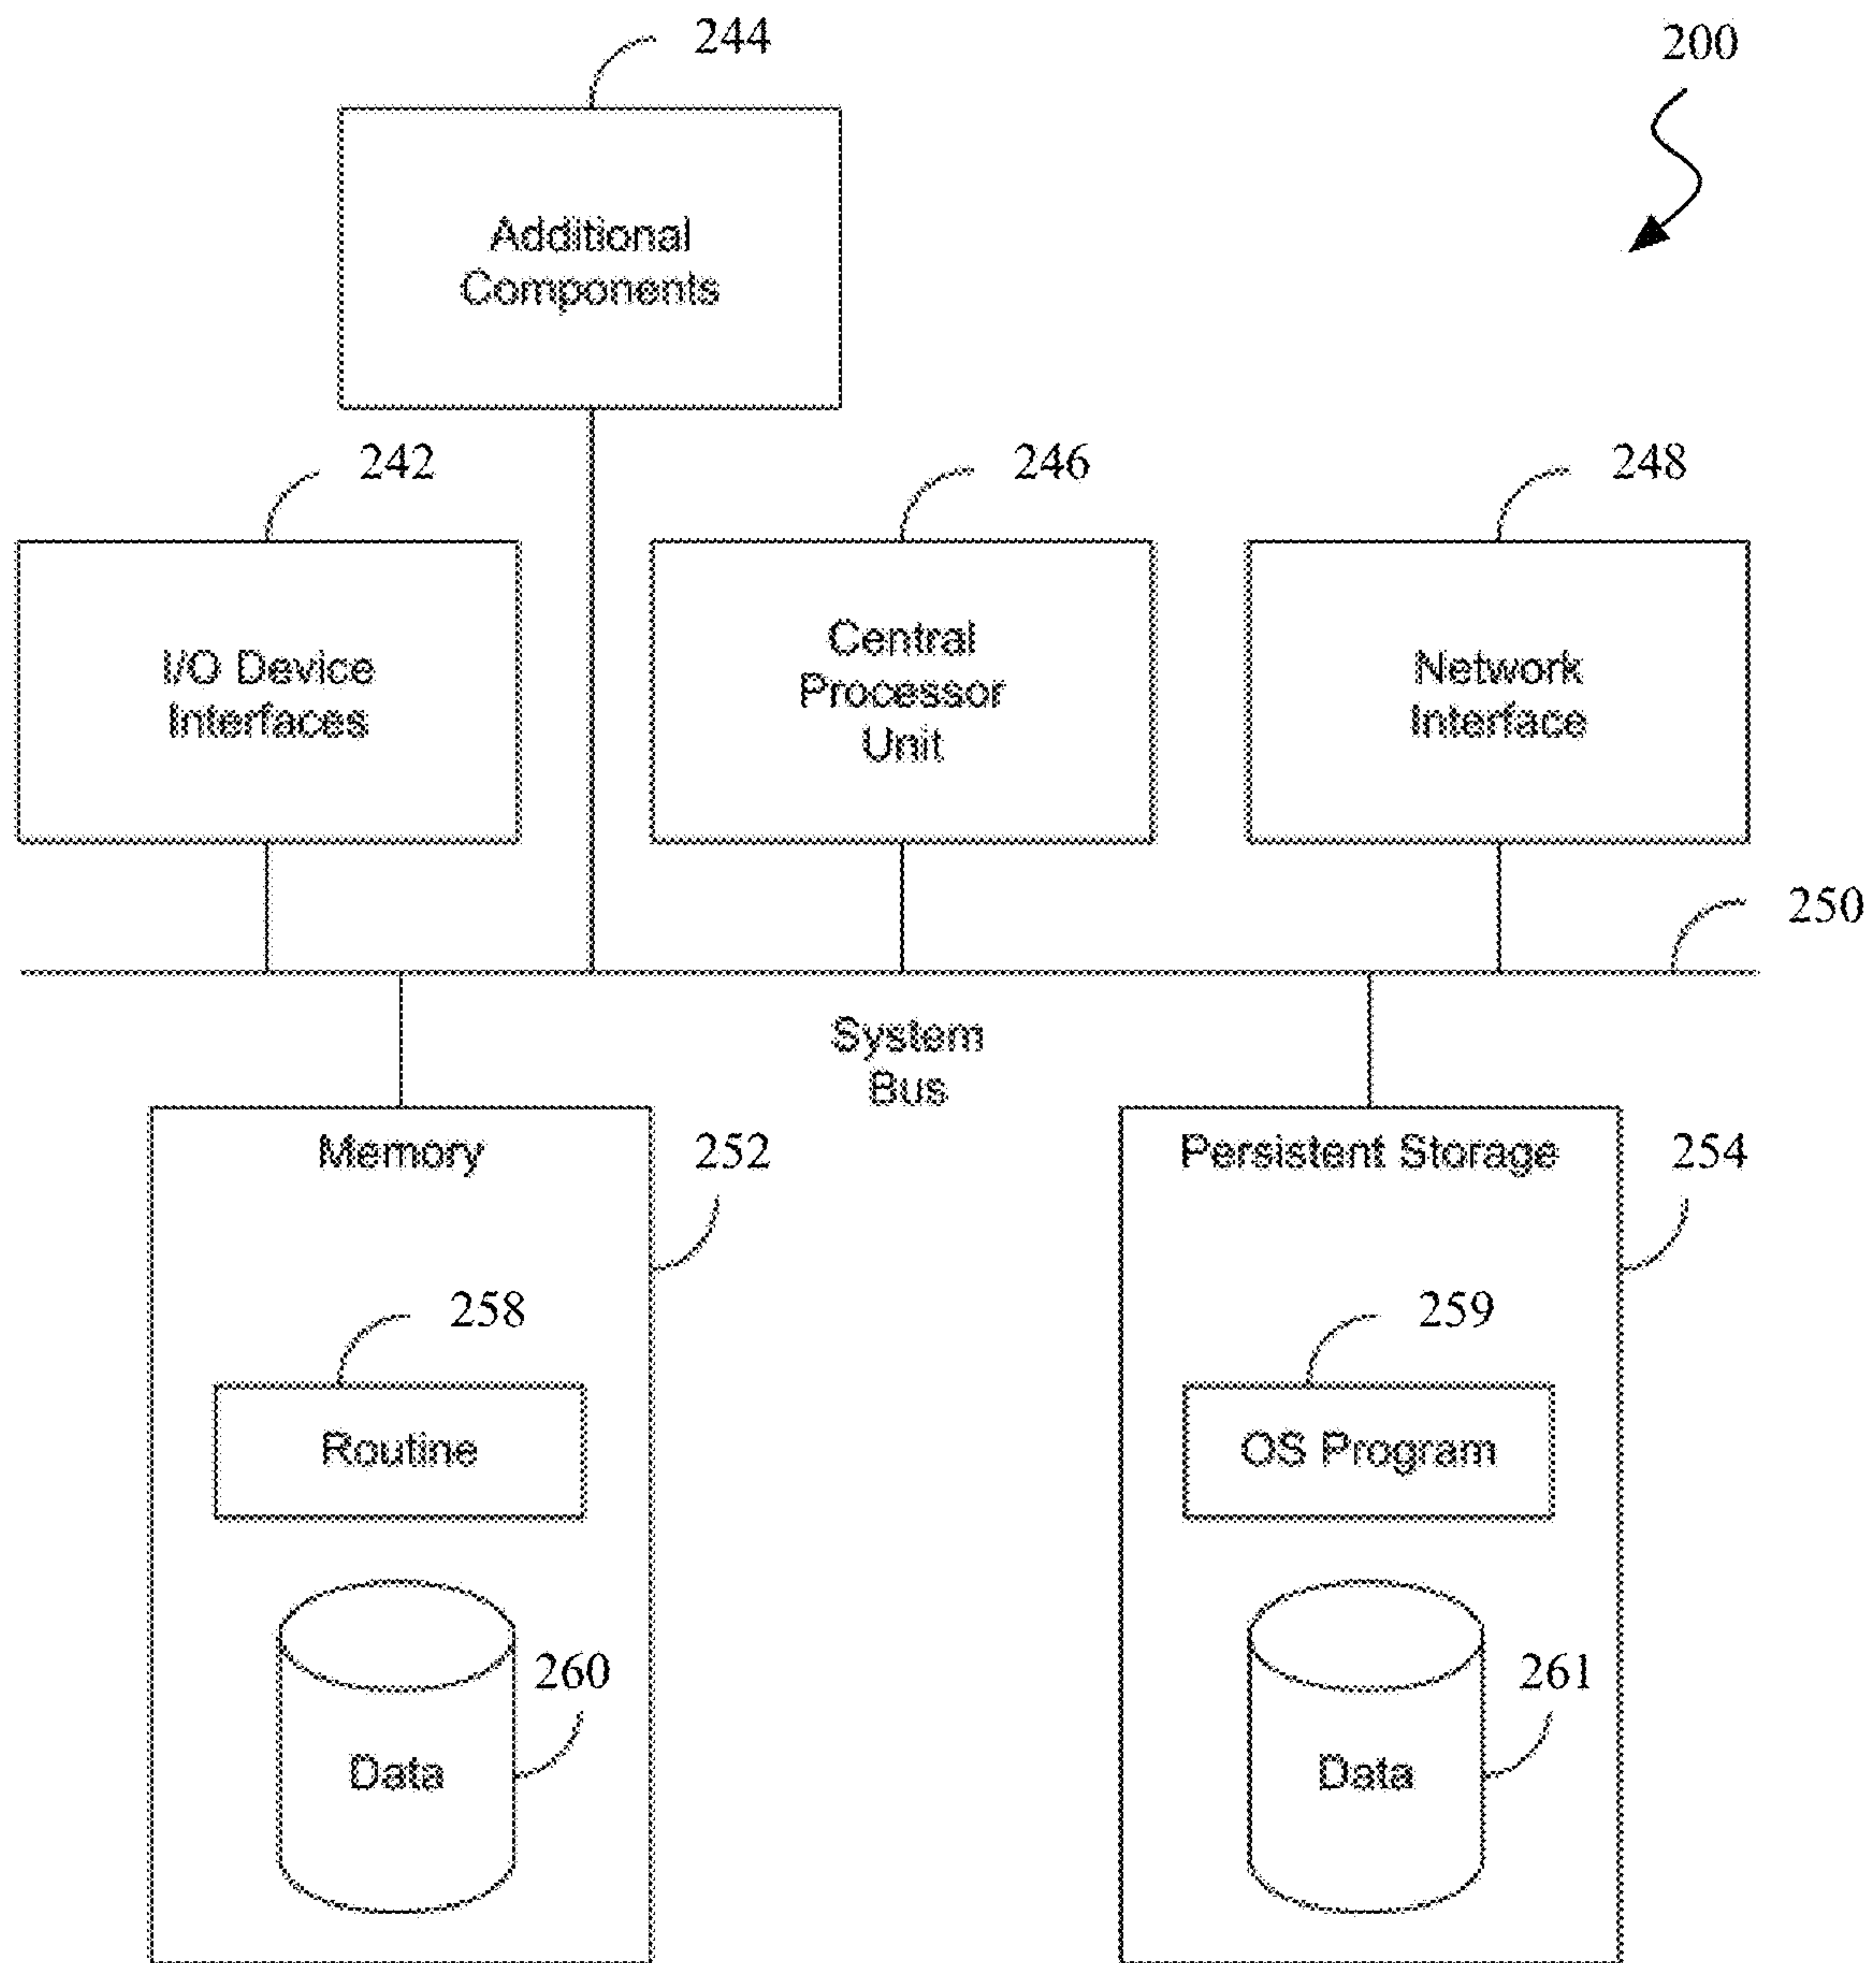 244
200
Additional
Components
242
246
248
I/O Device
Interfaces
Central
Processor
Unit
Network
Interface
250
System
Bus
Memory
252
Persistent Storage
254
258
259
Routine
OS Program
260
261
Data
Data